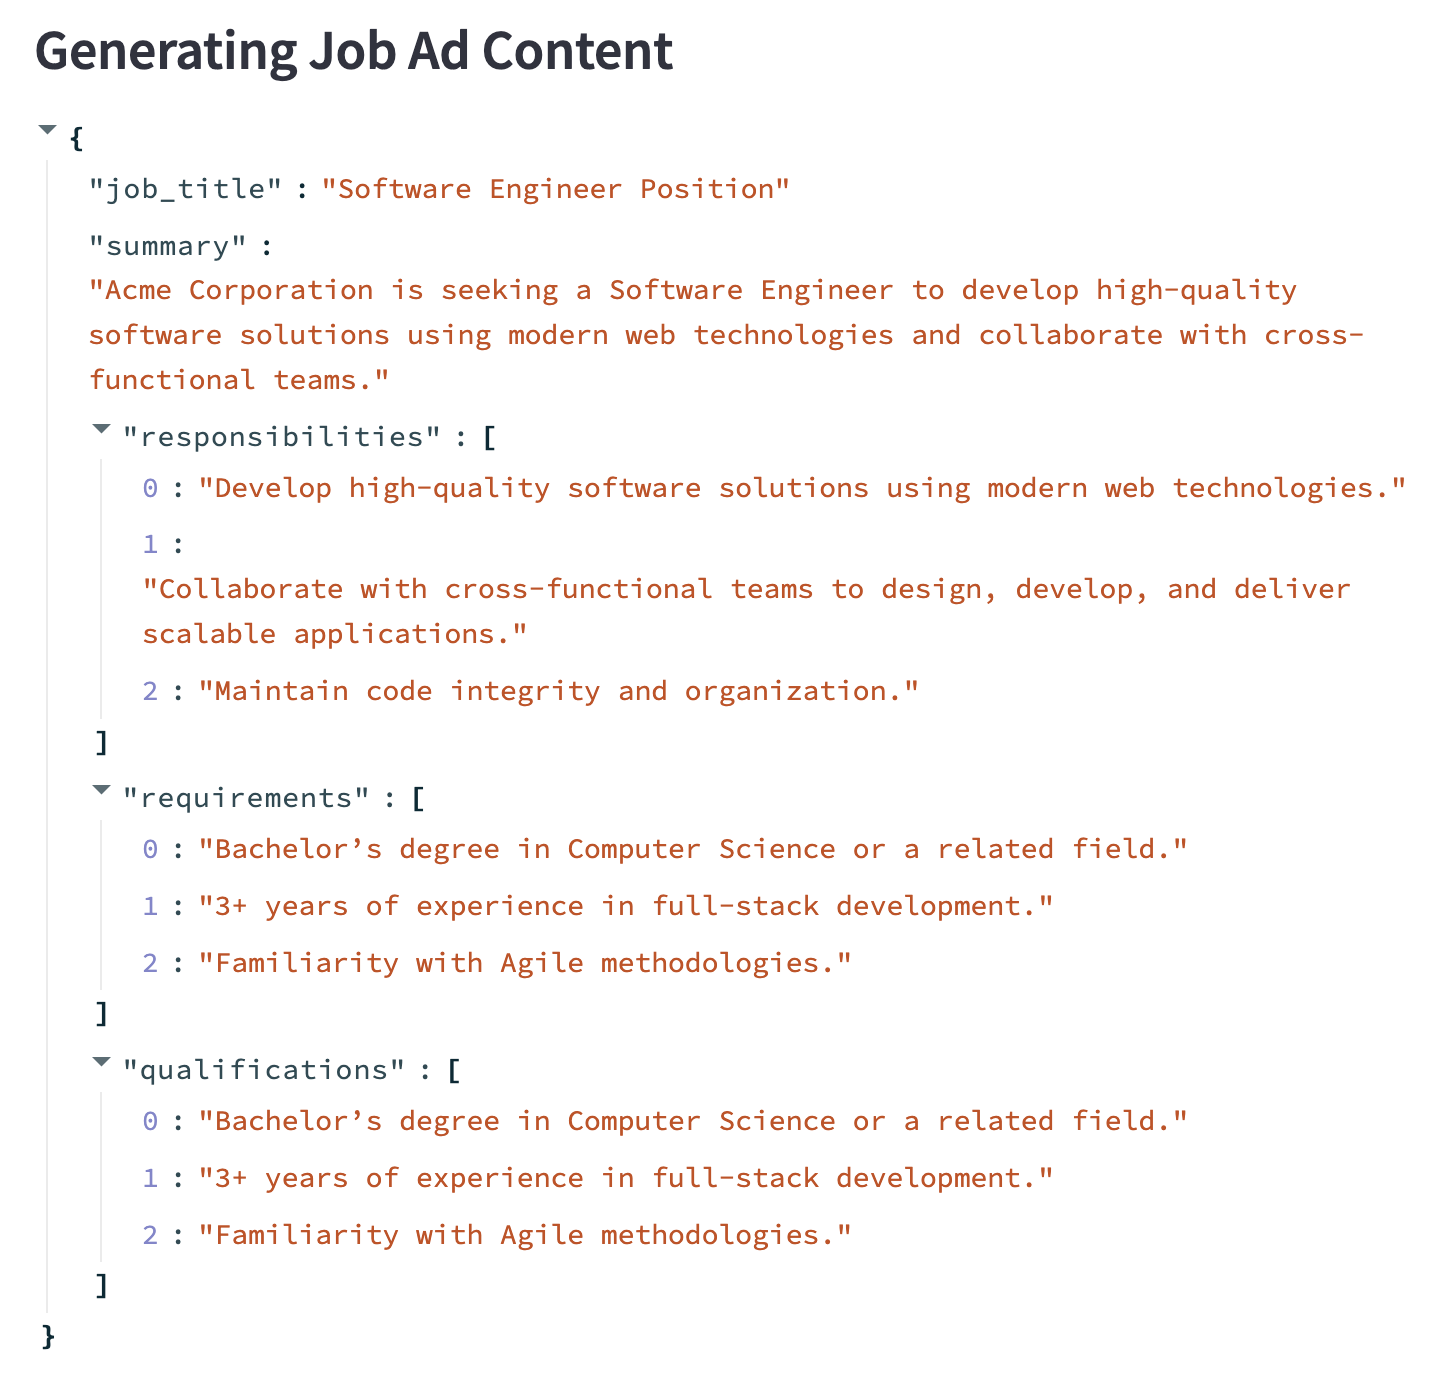 Generating Job Ad Content
{
"job_title" : "Software Engineer Position"
"summary" :
"Acme Corporation is seeking a Software Engineer to develop high-quality
software solutions using modern web technologies and collaborate with cross-
functional teams."
"responsibilities" : [
0 : "Develop high-quality software solutions using modern web technologies."
1 :
"Collaborate with cross-functional teams to design, develop, and deliver
scalable applications."
2 : "Maintain code integrity and organization."
]
"requirements" : [
0 : "Bachelor’s degree in Computer Science or a related field."
1 : "3+ years of experience in full-stack development."
2 : "Familiarity with Agile methodologies."
]
"qualifications" : [
0 : "Bachelor’s degree in Computer Science or a related field."
1 : "3+ years of experience in full-stack development."
2 : "Familiarity with Agile methodologies."
]
}